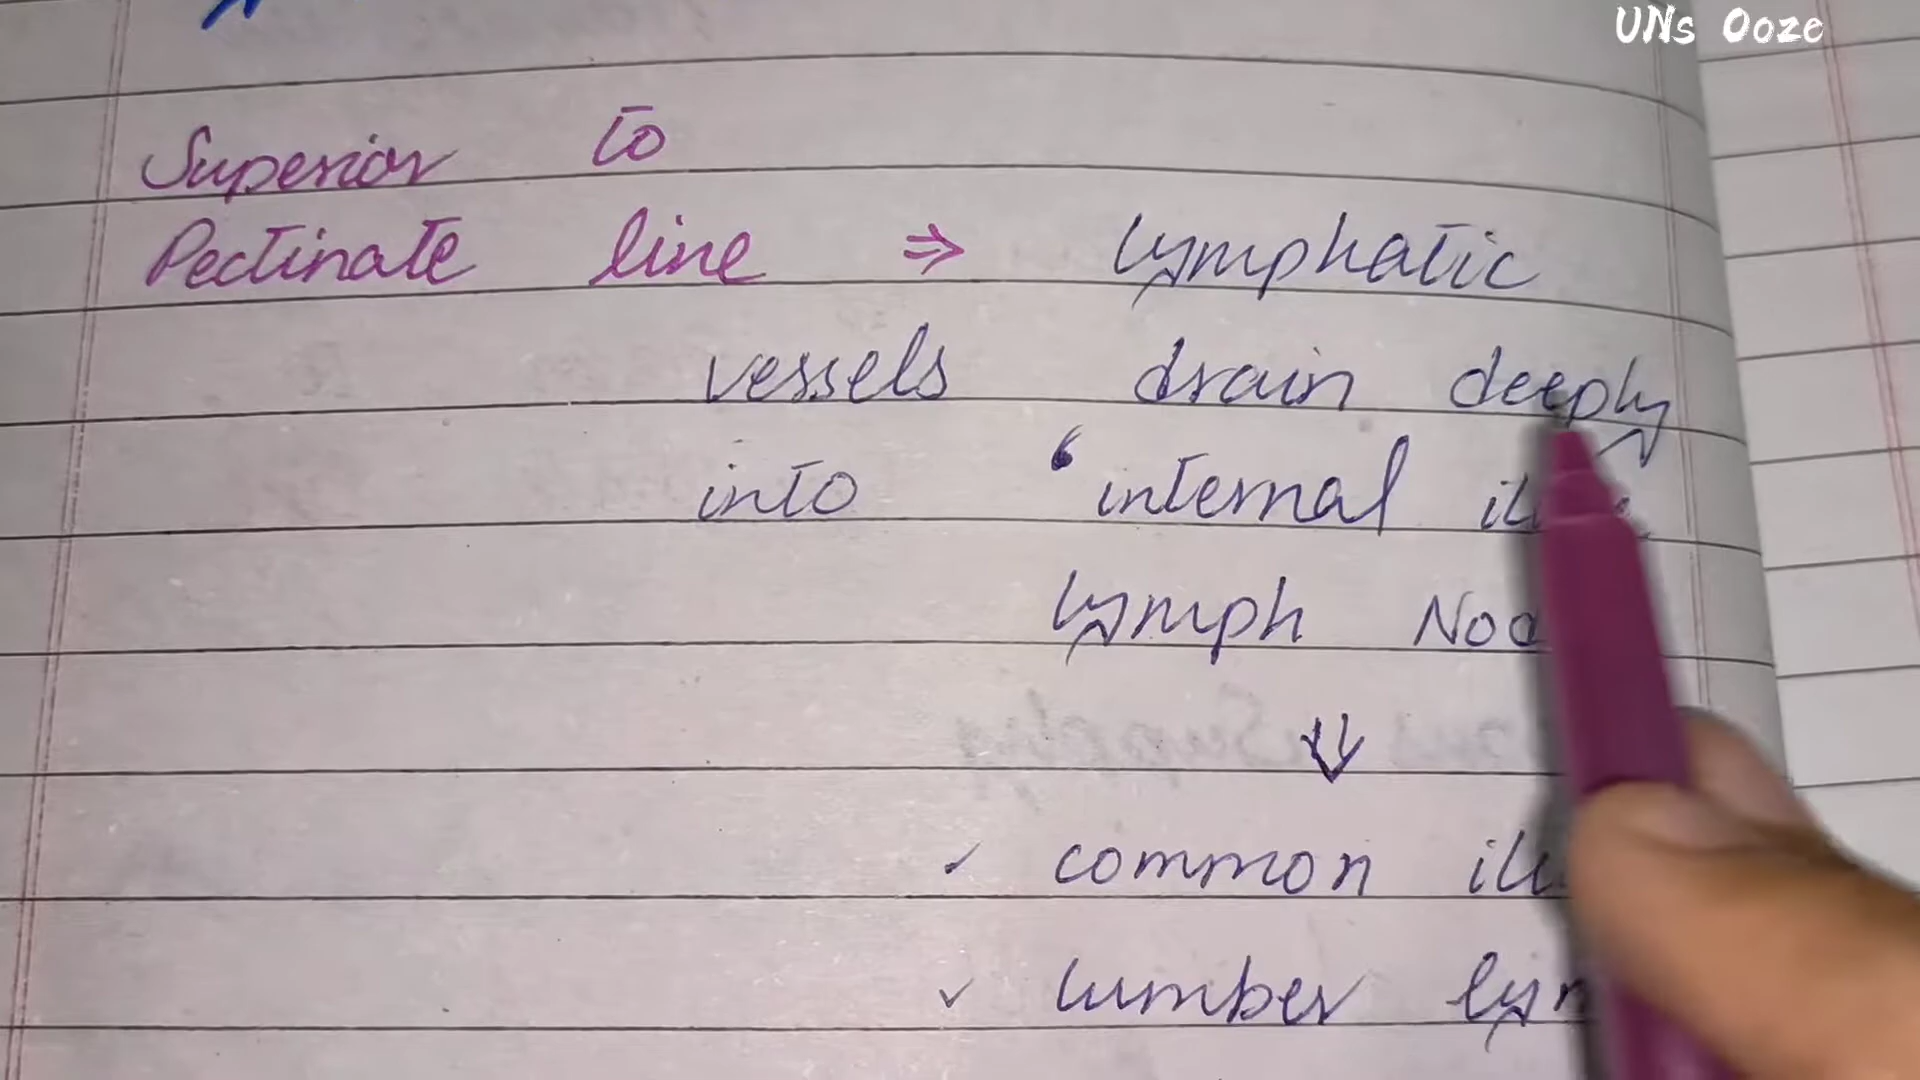 UNs Ooze
Superior to
Pectinate line ⇒ lymphatic
vessels drain deeply
into ‘internal
lymph
⇓
✓ common
✓ lumber